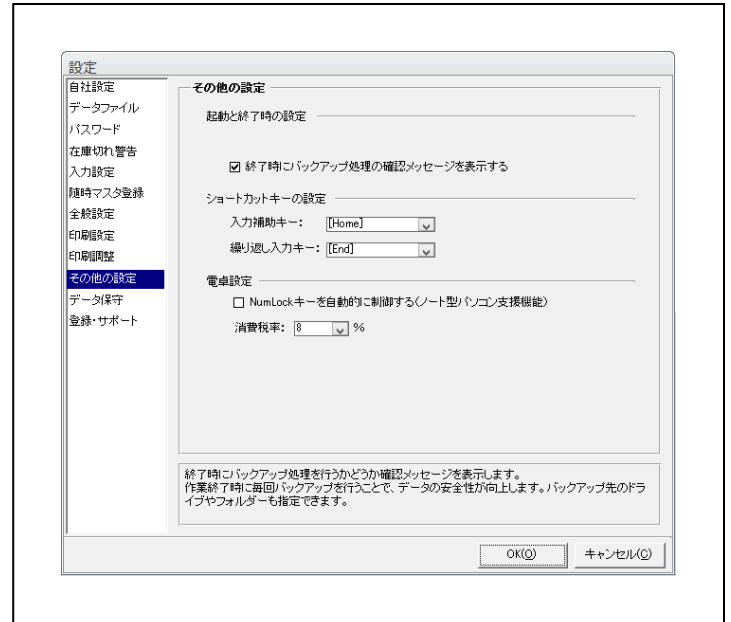 設定
自社設定
データファイル
パスワード
在庫切れ警告
入力設定
随時マスタ登録
全般設定
印刷設定
印刷調整
その他の設定
データ保守
登録・サポート
その他の設定
起動と終了時の設定
終了時にバックアップ処理の確認メッセージを表示する
ショートカットキーの設定
入力補助キー： [Home]
繰り返し入力キー： [End]
電卓設定
NumLockキーを自動的に制御する(ノート型パソコン支援機能)
消費税率： 8 %
終了時にバックアップ処理を行うかどうか確認メッセージを表示します。
作業終了時に毎回バックアップを行うことで、データの安全性が向上します。バックアップ先のドラ
イブやフォルダーも指定できます。
OK(O) キャンセル(C)